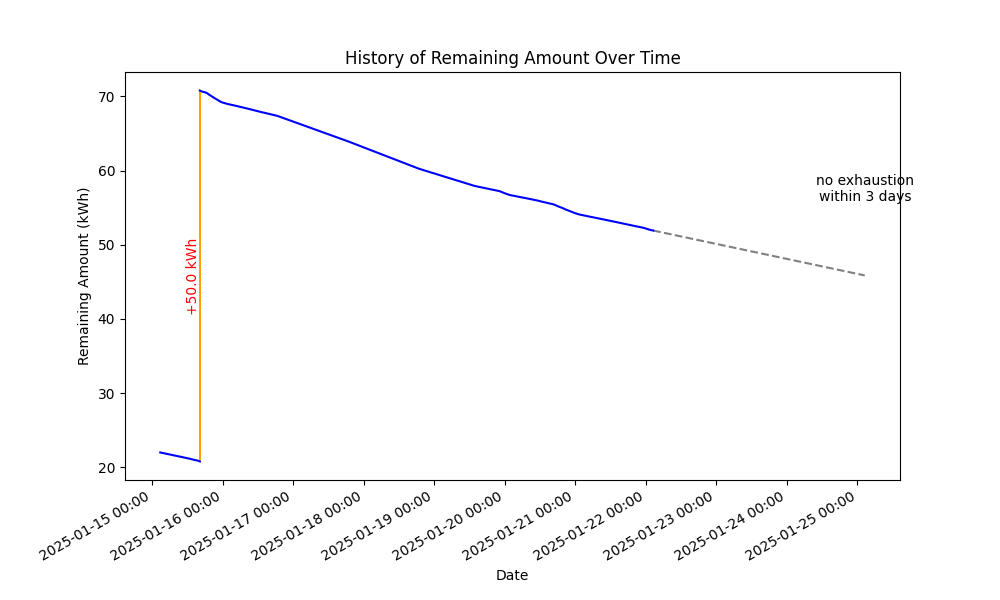 History of Remaining Amount Over Time
Remaining Amount (kWh)
70
60
50
40
30
20
+50.0 kWh
no exhaustion
within 3 days
2025-01-15 00:00
2025-01-16 00:00
2025-01-17 00:00
2025-01-18 00:00
2025-01-19 00:00
2025-01-20 00:00
2025-01-21 00:00
2025-01-22 00:00
2025-01-23 00:00
2025-01-24 00:00
2025-01-25 00:00
Date